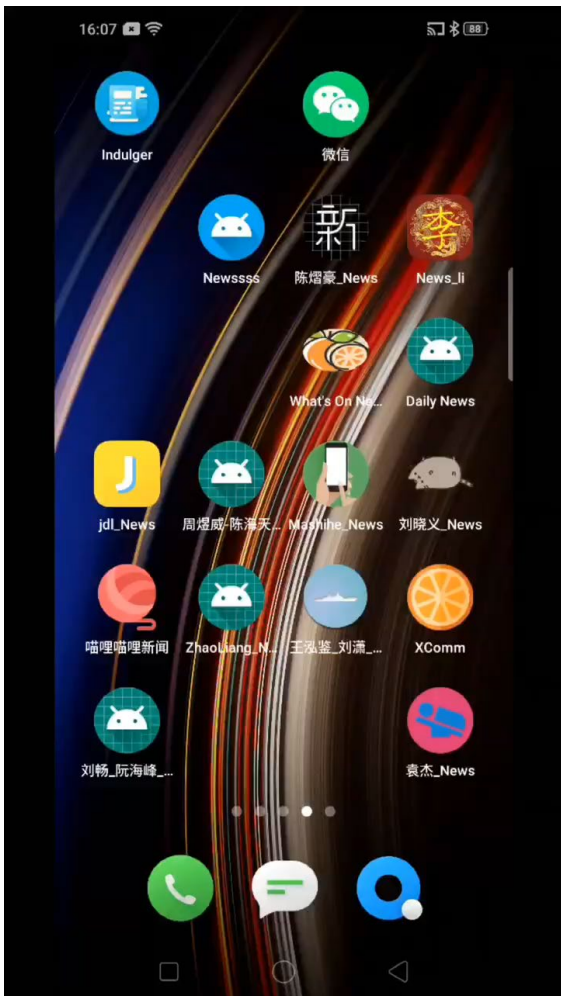 16:07
88
Indulger
微信
新
李
Newssss
陈熠豪_News
News_li
What's On Ne...
Daily News
J
jdl_News
周煜威-陈海天...
Mashihe_News
刘晓义_News
喵哩喵哩新闻
ZhaoLiang_N...
王泓鉴_刘潇_...
XComm
刘畅_阮海峰_...
袁杰_News